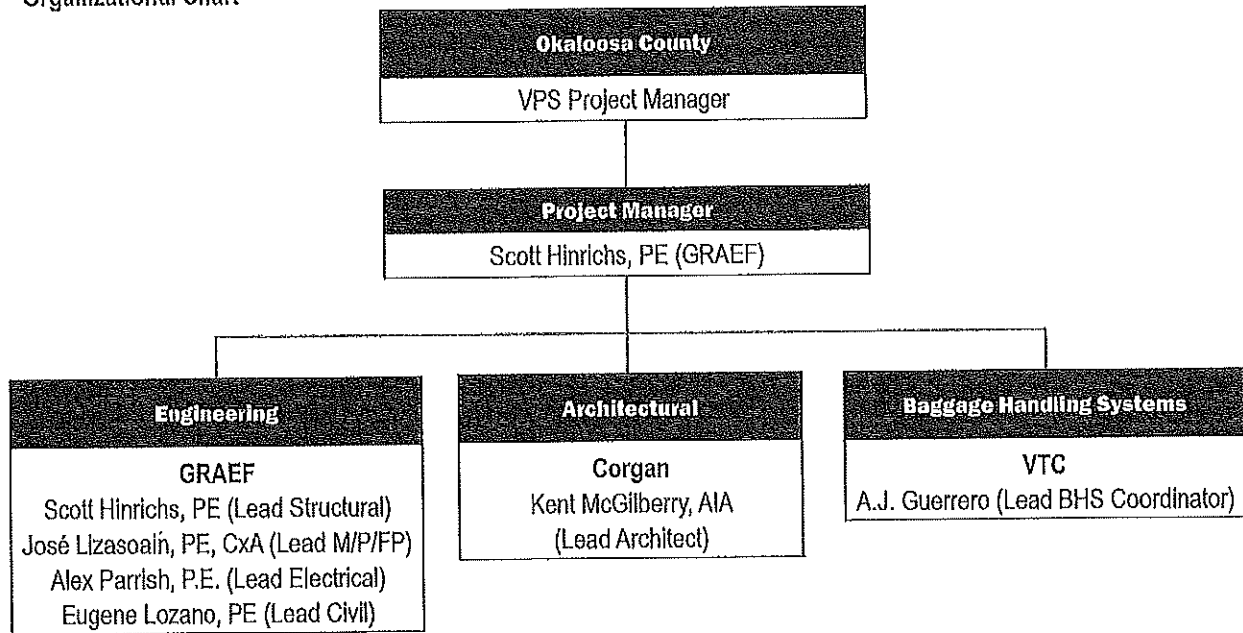 Organizational Chart
Okaloosa County
VPS Project Manager
Project Manager
Scott Hinrichs, PE (GRAEF)
Engineering
GRAEF
Scott Hinrichs, PE (Lead Structural)
José Lizasoaín, PE, CxA (Lead M/P/FP)
Alex Parrish, P.E. (Lead Electrical)
Eugene Lozano, PE (Lead Civil)
Architectural
Corgan
Kent McGilberry, AIA
(Lead Architect)
Baggage Handling Systems
VTC
A.J. Guerrero (Lead BHS Coordinator)